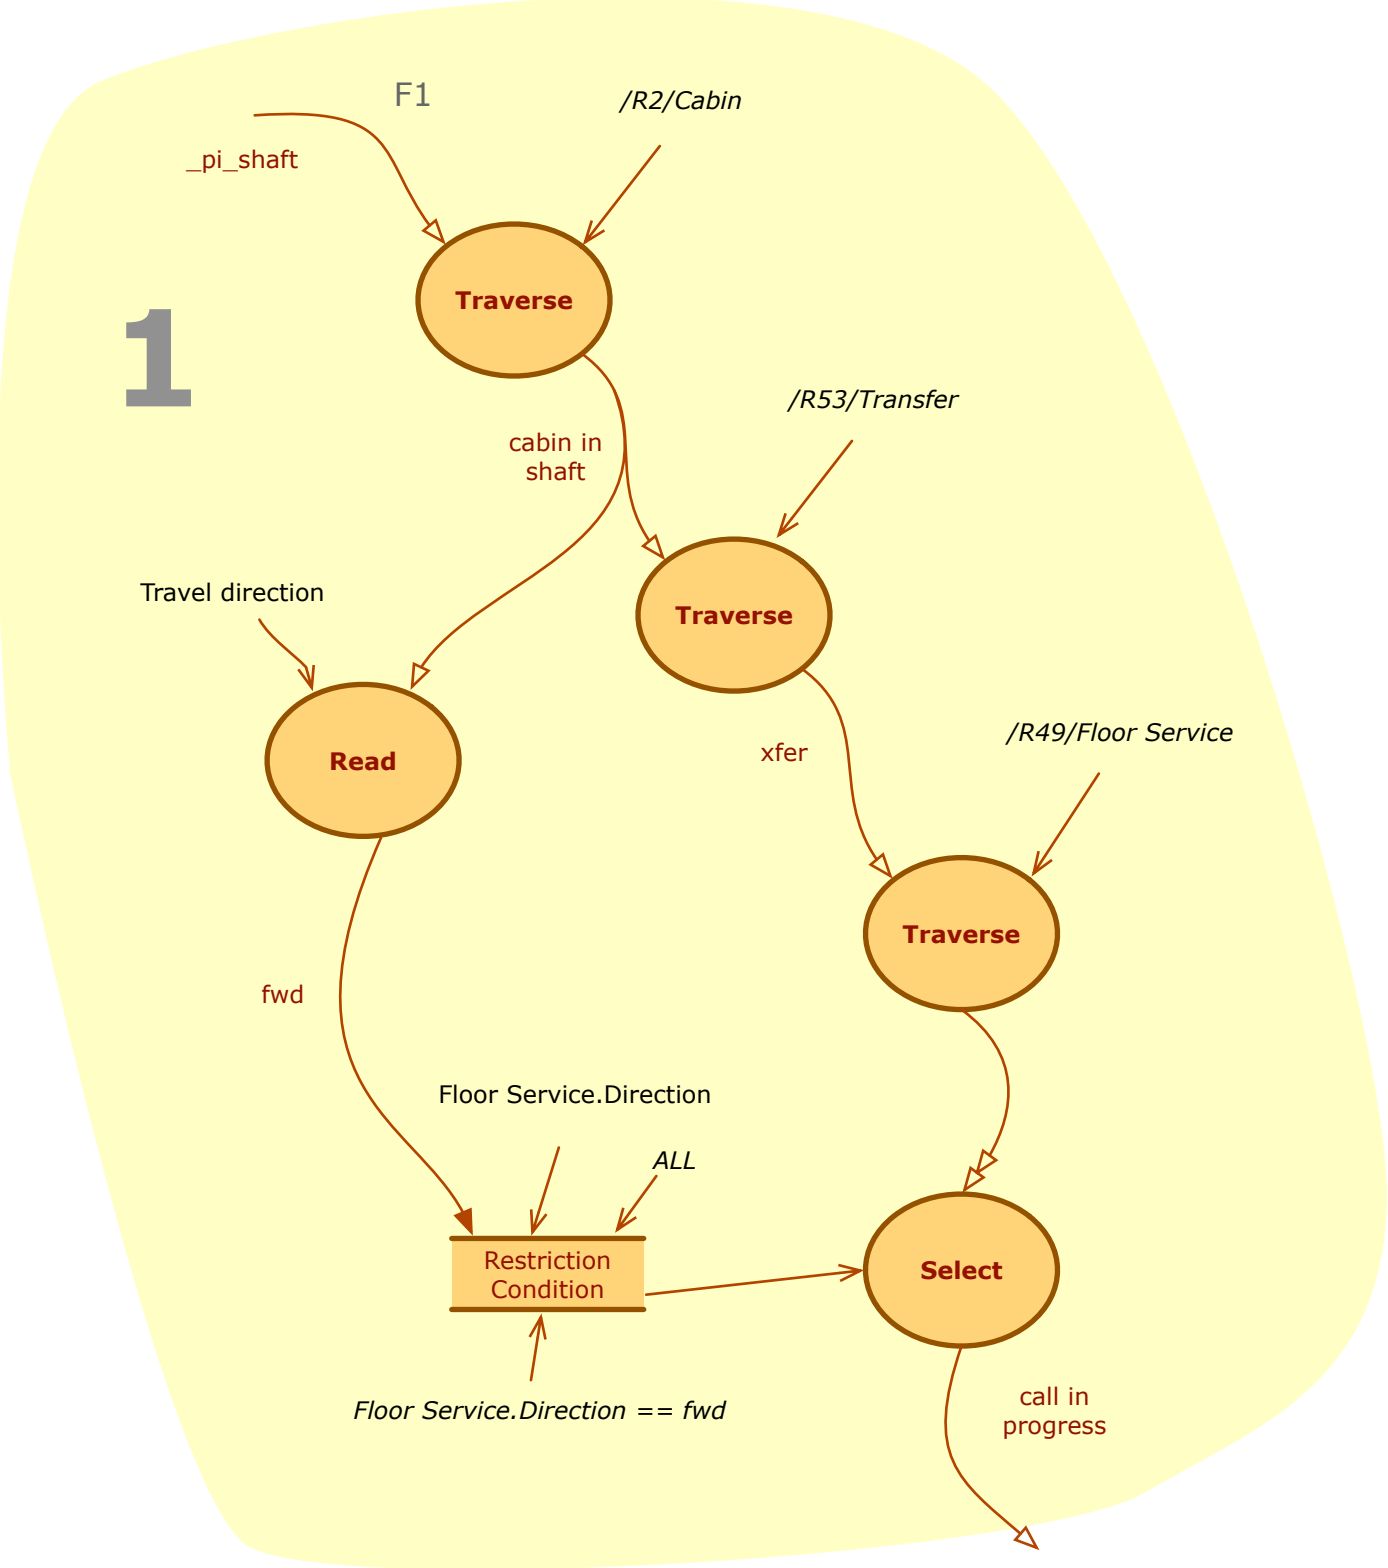 F1
/R2/Cabin
_pi_shaft
Traverse
1
/R53/Transfer
cabin in
shaft
Travel direction
Traverse
/R49/Floor Service
xfer
Read
Traverse
fwd
Floor Service.Direction
ALL
Restriction
Condition
Select
call in
progress
Floor Service.Direction == fwd